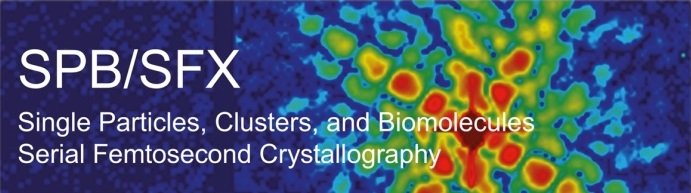 SPB/SFX
Single Particles, Clusters, and Biomolecules
Serial Femtosecond Crystallography